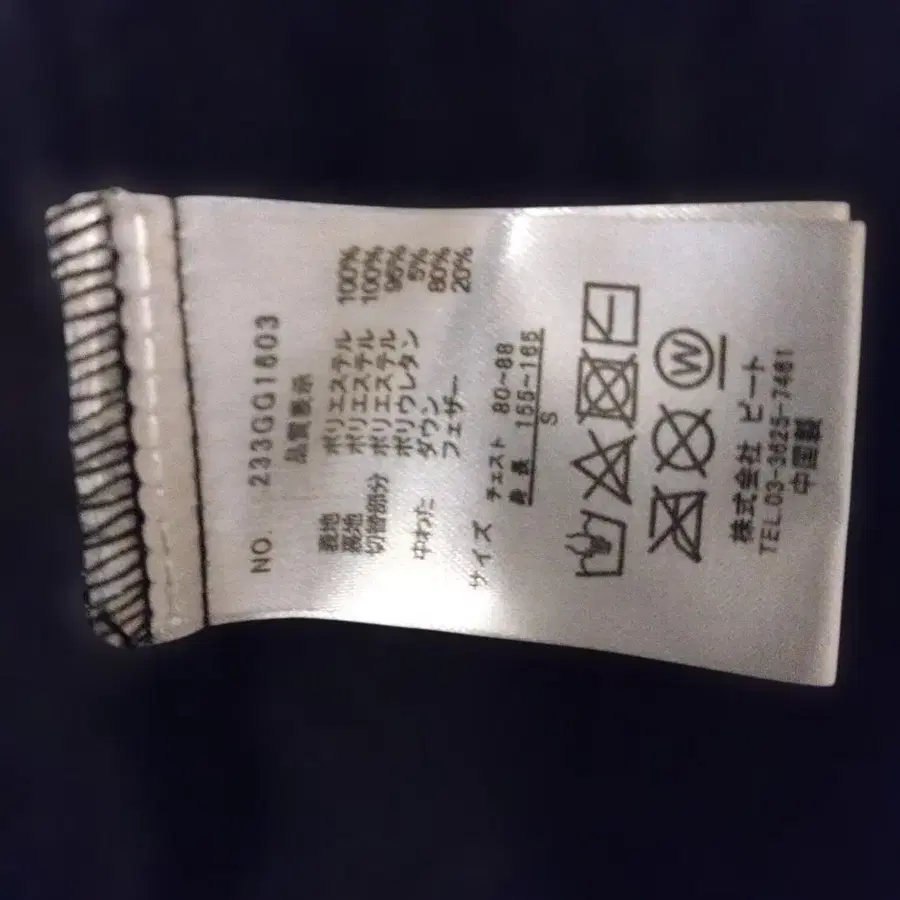 NO. 233GG1603
品質表示
表地 ポリエステル 100%
裏地 ポリエステル 100%
切替部分 ポリエステル 95%
ポリウレタン 5%
中わた ダウン 80%
フェザー 20%
サイズ チェスト 80~88
身長 155~165
S
W
株式会社 ビート
TEL.03-3625-7461
中国製